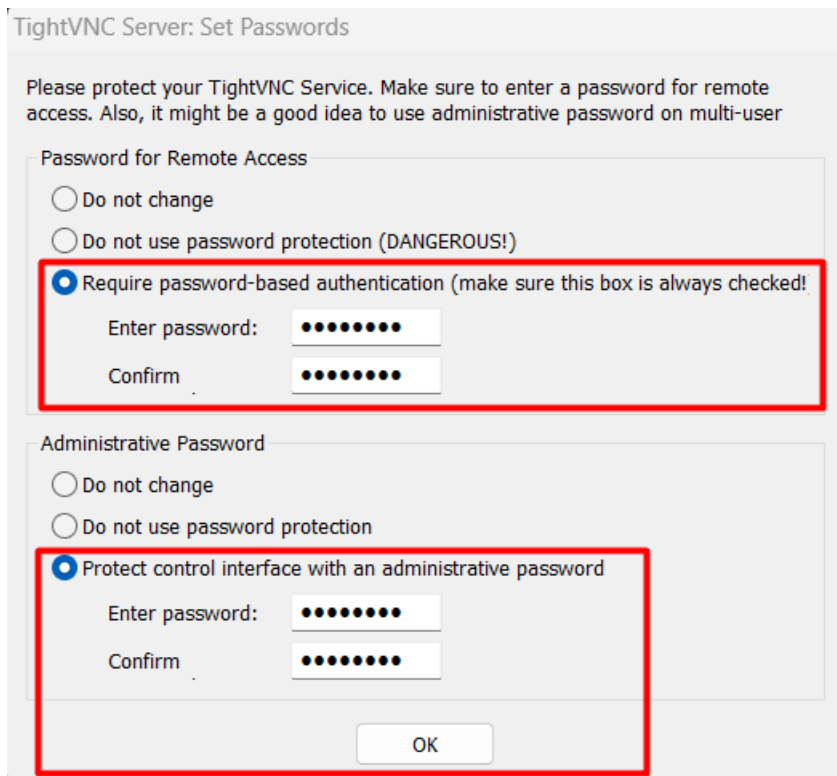 TightVNC Server: Set Passwords
Please protect your TightVNC Service. Make sure to enter a password for remote
access. Also, it might be a good idea to use administrative password on multi-user
Password for Remote Access
Do not change
Do not use password protection (DANGEROUS!)
Require password-based authentication (make sure this box is always checked!
Enter password: ●●●●●●●●
Confirm ●●●●●●●●
Administrative Password
Do not change
Do not use password protection
Protect control interface with an administrative password
Enter password: ●●●●●●●●
Confirm ●●●●●●●●
OK